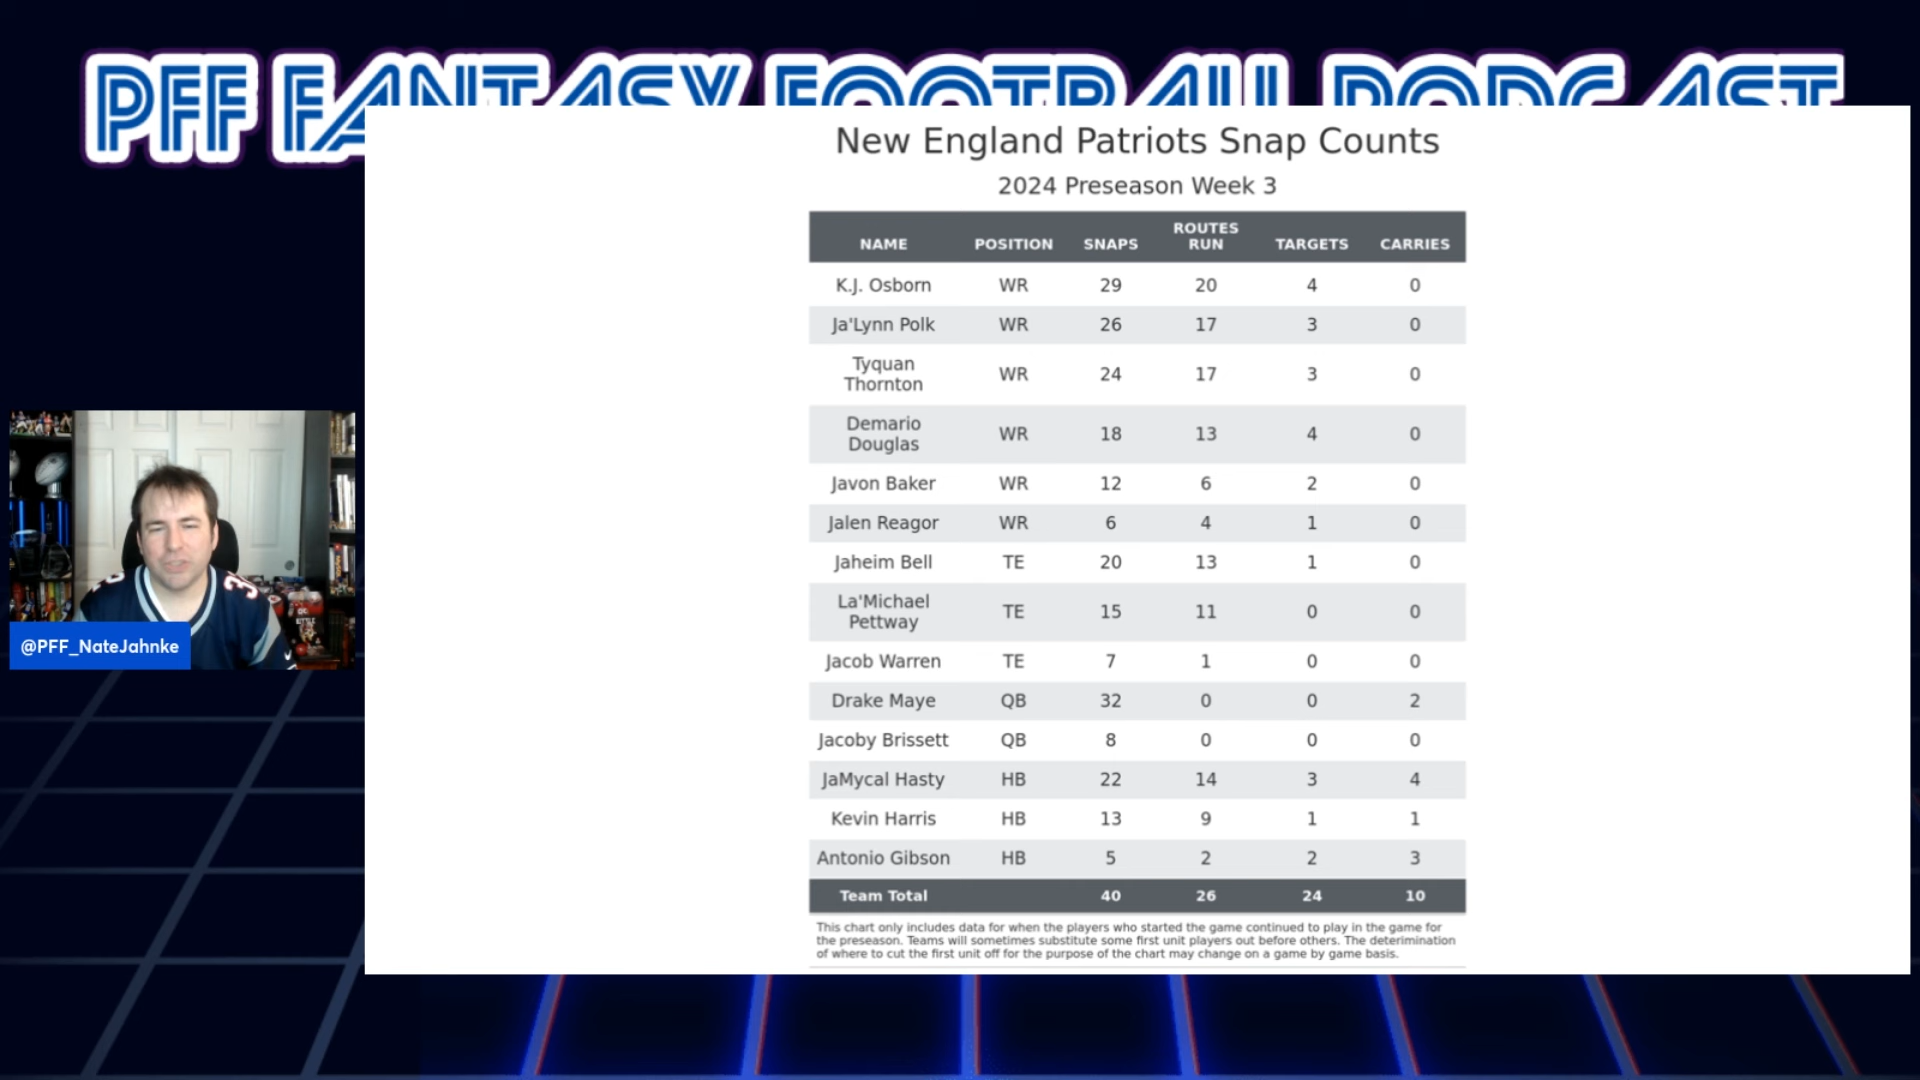 PFF FANTASY FOOTBALL PODCAST
New England Patriots Snap Counts
2024 Preseason Week 3
NAME POSITION SNAPS ROUTES RUN TARGETS CARRIES
K.J. Osborn WR 29 20 4 0
Ja'Lynn Polk WR 26 17 3 0
Tyquan Thornton WR 24 17 3 0
Demario Douglas WR 18 13 4 0
Javon Baker WR 12 6 2 0
Jalen Reagor WR 6 4 1 0
Jaheim Bell TE 20 13 1 0
La'Michael Pettway TE 15 11 0 0
Jacob Warren TE 7 1 0 0
Drake Maye QB 32 0 0 2
Jacoby Brissett QB 8 0 0 0
JaMycal Hasty HB 22 14 3 4
Kevin Harris HB 13 9 1 1
Antonio Gibson HB 5 2 2 3
Team Total 40 26 24 10
This chart only includes data for when the players who started the game continued to play in the game for
the preseason. Teams will sometimes substitute some first unit players out before others. The deterimination
of where to cut the first unit off for the purpose of the chart may change on a game by game basis.
@PFF_NateJahnke